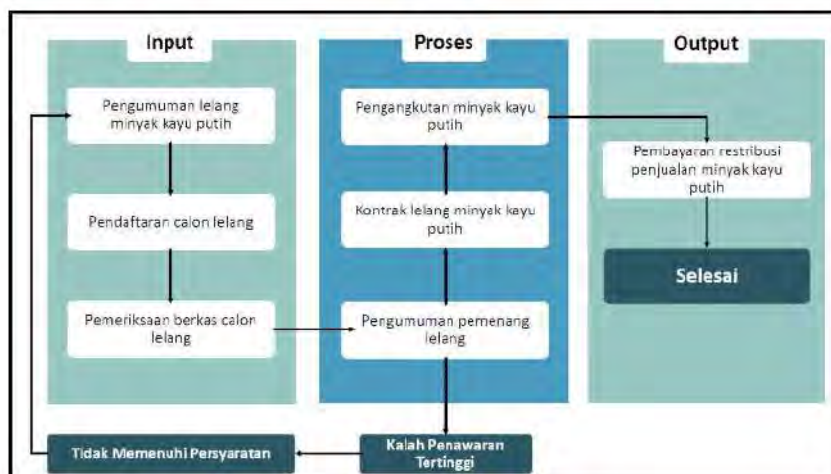 Input
Pengumuman lelang
minyak kayu putih
Pendaftaran calon lelang
Pemeriksaan berkas calon
lelang
Proses
Pengangkutan minyak kayu
putih
Kontrak lelang minyak kayu
putih
Pengumuman pemenang
lelang
Output
Pembayaran restribusi
penjualan minyak kayu
putih
Selesai
Tidak Memenuhi Persyaratan
Kalah Penawaran
Tertinggi